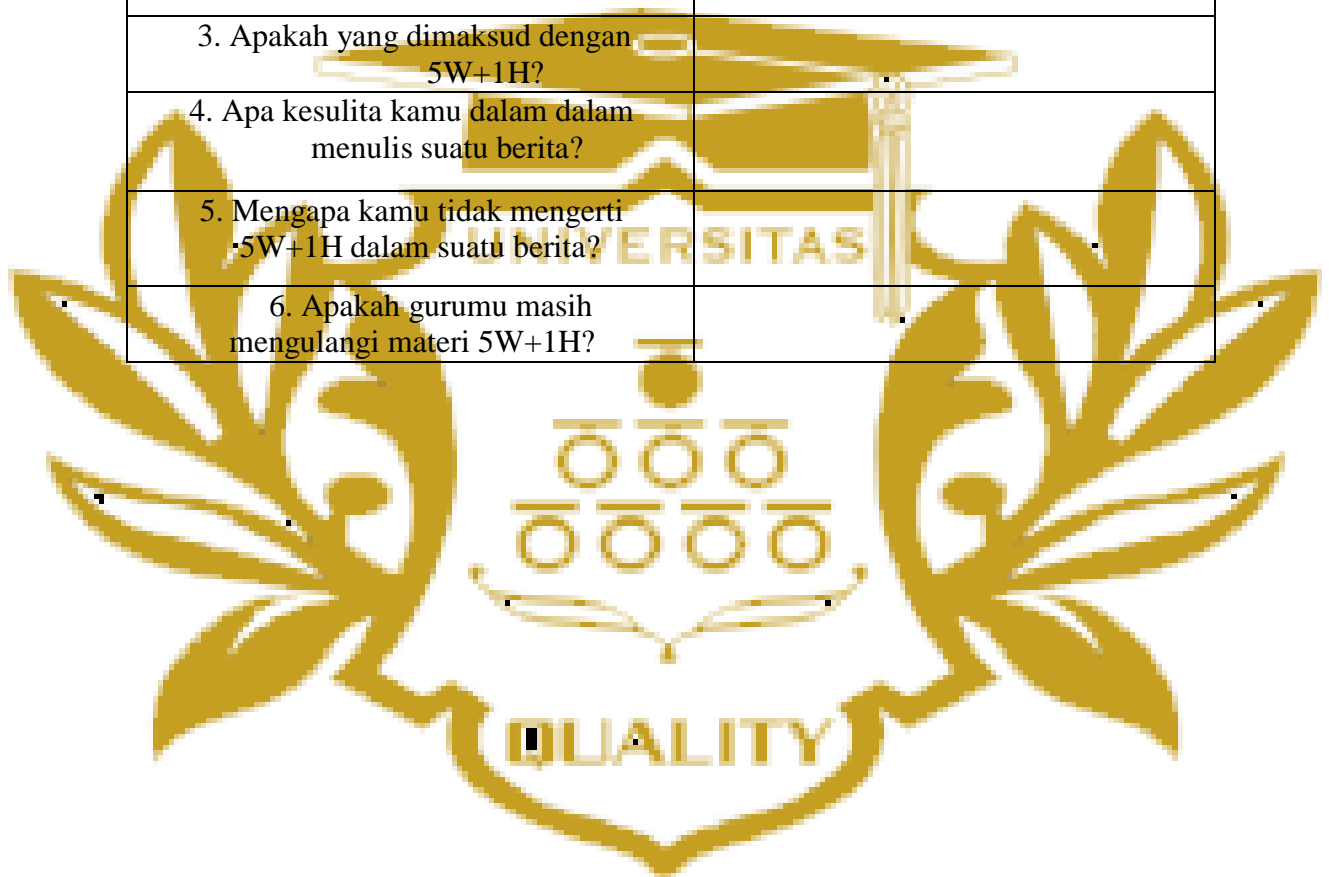 3. Apakah yang dimaksud dengan
5W+1H?
4. Apa kesulita kamu dalam dalam
menulis suatu berita?
5. Mengapa kamu tidak mengerti
5W+1H dalam suatu berita?
UNIVERSITAS
6. Apakah gurumu masih
mengulangi materi 5W+1H?
QUALITY